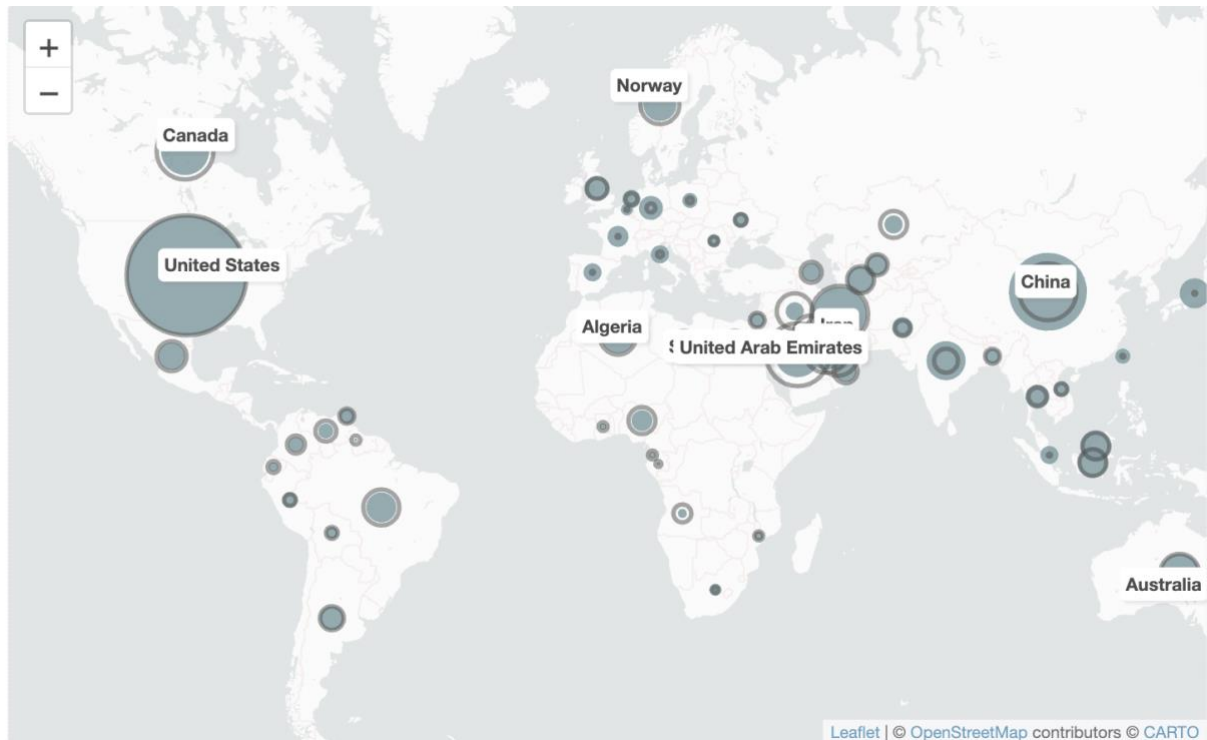 +
−
Norway
Canada
United States
China
Algeria
United Arab Emirates
Australia
Leaflet | © OpenStreetMap contributors © CARTO